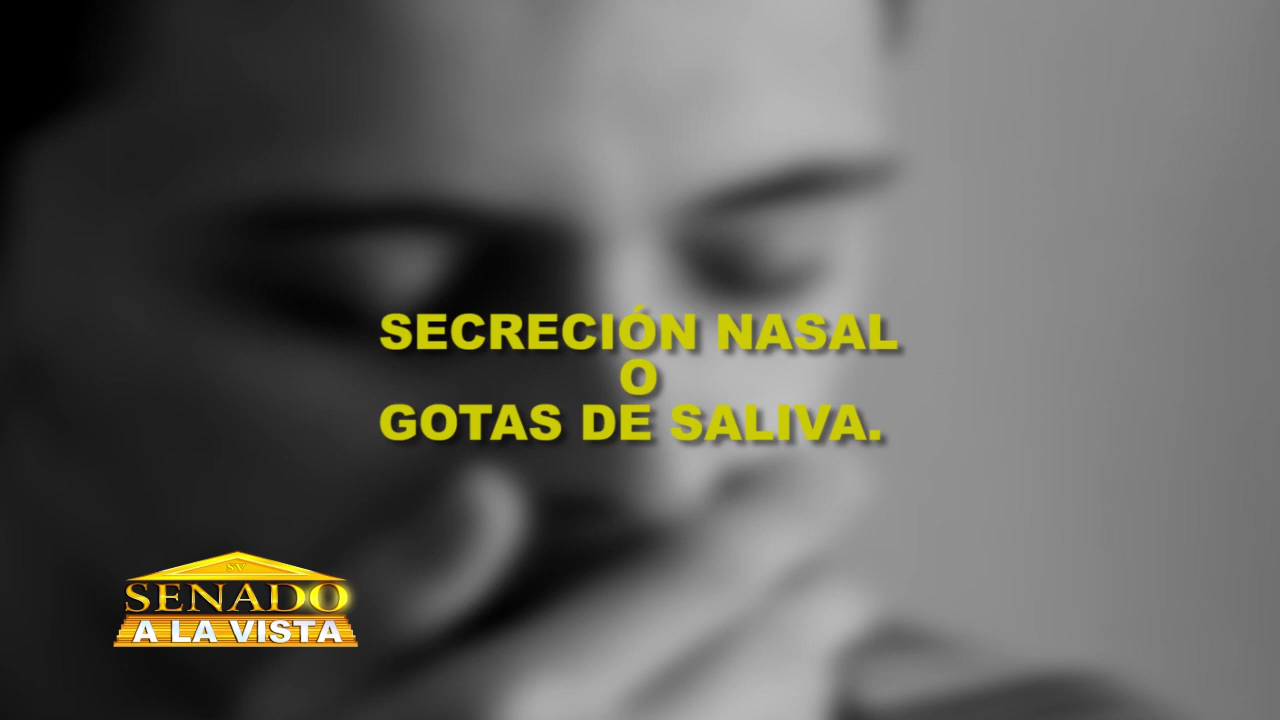 SECRECIÓN NASAL
O
GOTAS DE SALIVA.
SV
SENADO
A LA VISTA